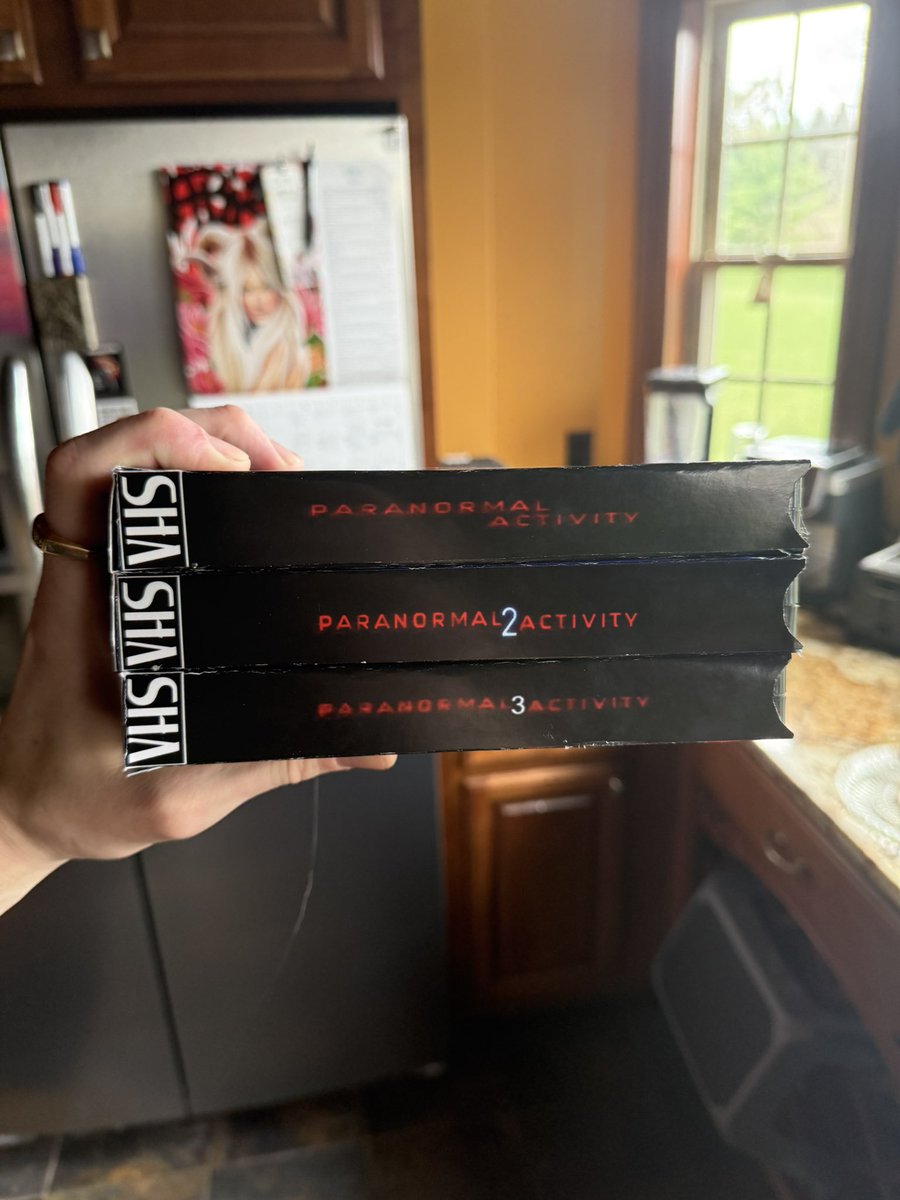 VHS
PARANORMAL
ACTIVITY
VHS
PARANORMAL 2 ACTIVITY
VHS
PARANORMAL 3 ACTIVITY